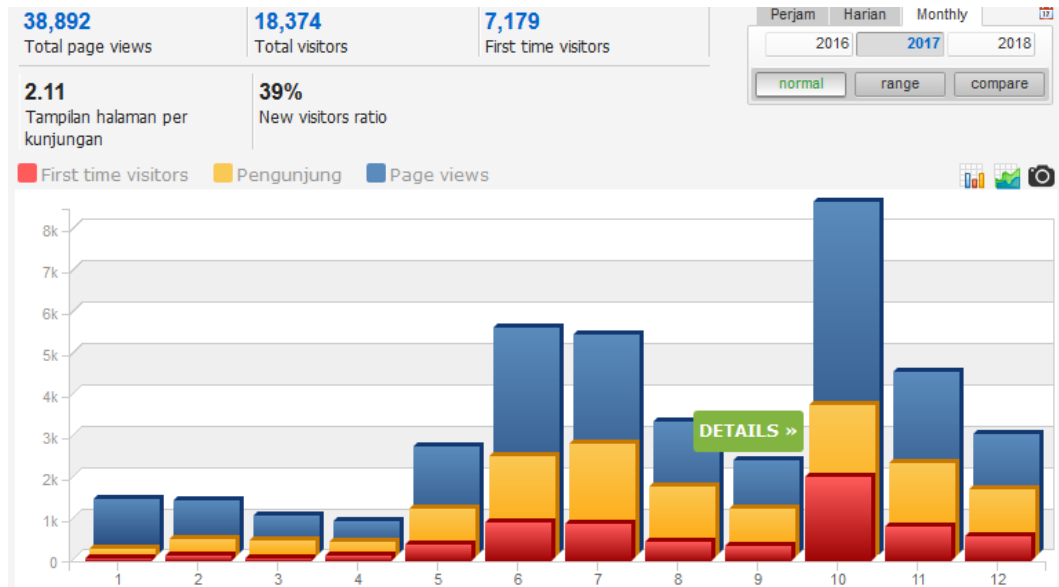 38,892
Total page views
18,374
Total visitors
7,179
First time visitors
Perjam Harian Monthly
12
2016 2017 2018
normal range compare
2.11
Tampilan halaman per
kunjungan
39%
New visitors ratio
First time visitors Pengunjung Page views
8k
7k
6k
5k
4k
3k
2k
1k
0
DETAILS »
1 2 3 4 5 6 7 8 9 10 11 12